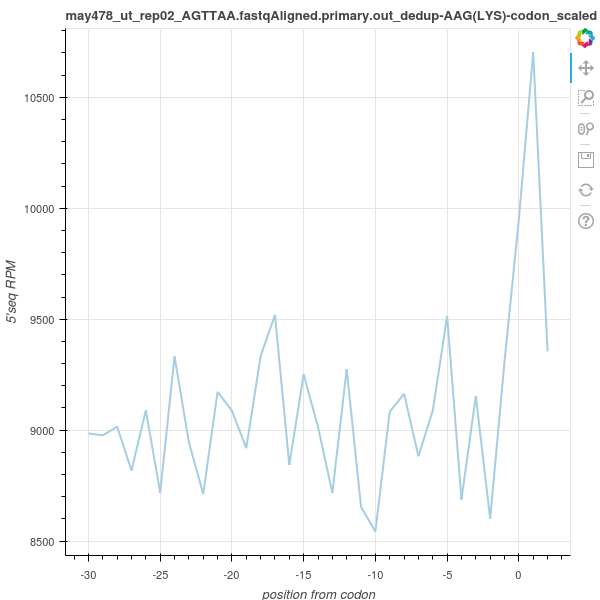 may478_ut_rep02_AGTTAA.fastqAligned.primary.out_dedup-AAG(LYS)-codon_scaled
10500
10000
9500
9000
8500
5'seq RPM
-30 -25 -20 -15 -10 -5 0
position from codon